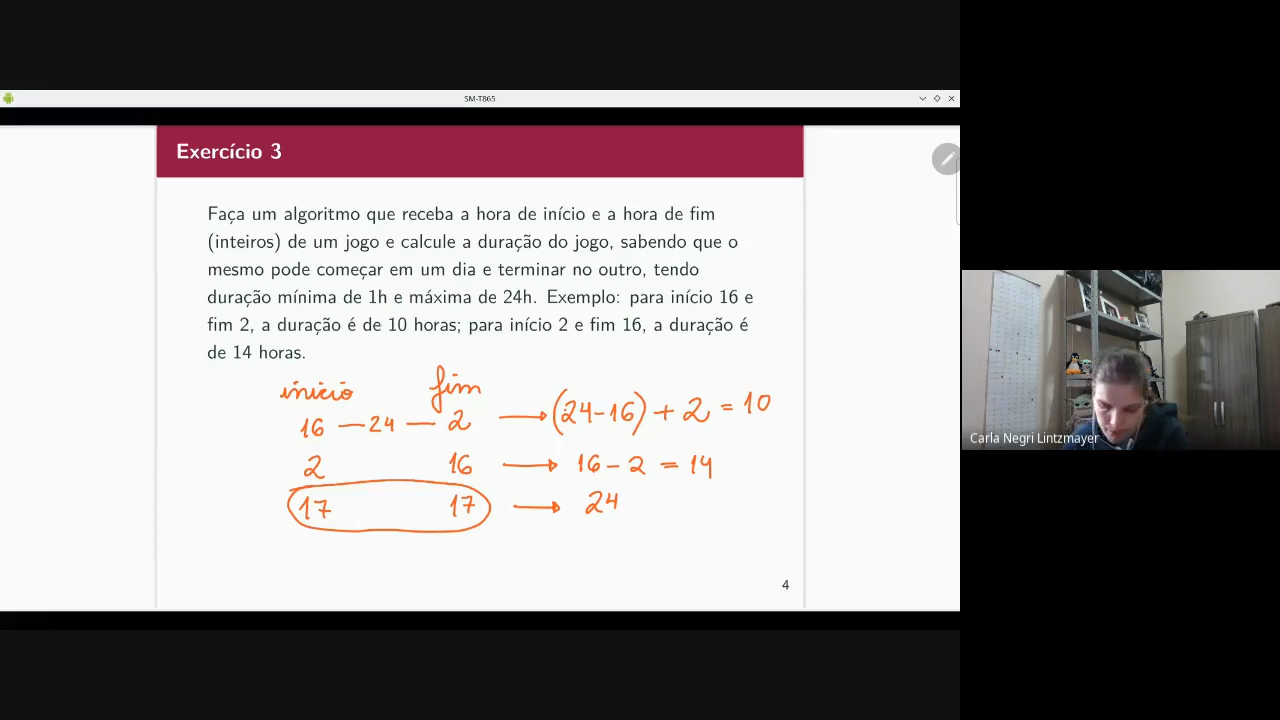 SM-T865
Exercício 3
Faça um algoritmo que receba a hora de início e a hora de fim
(inteiros) de um jogo e calcule a duração do jogo, sabendo que o
mesmo pode começar em um dia e terminar no outro, tendo
duração mínima de 1h e máxima de 24h. Exemplo: para início 16 e
fim 2, a duração é de 10 horas; para início 2 e fim 16, a duração é
de 14 horas.
início fim
16 — 24 — 2 → (24-16) + 2 = 10
2 16 → 16 - 2 = 14
17 17 → 24
4
Carla Negri Lintzmayer